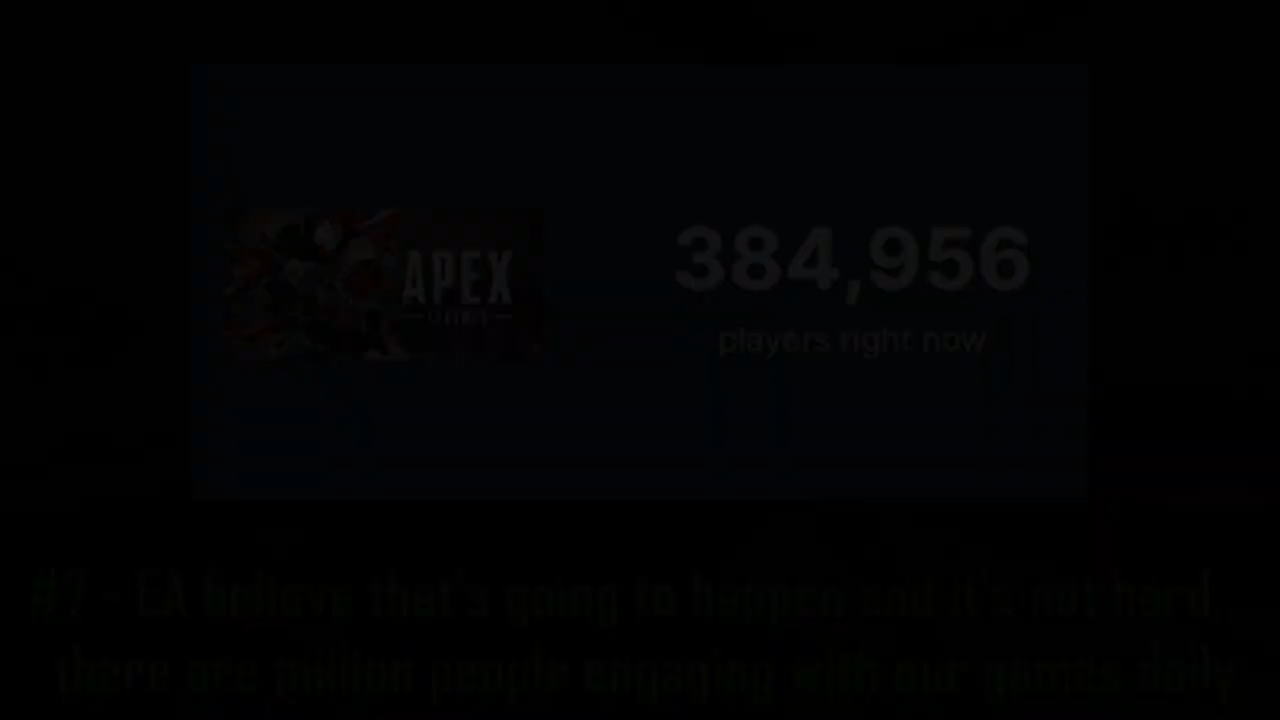 384,956
APEX
LEGENDS
players right now
#7 - EA believe that's going to happen and it's not hard,
there are million people engaging with our games daily